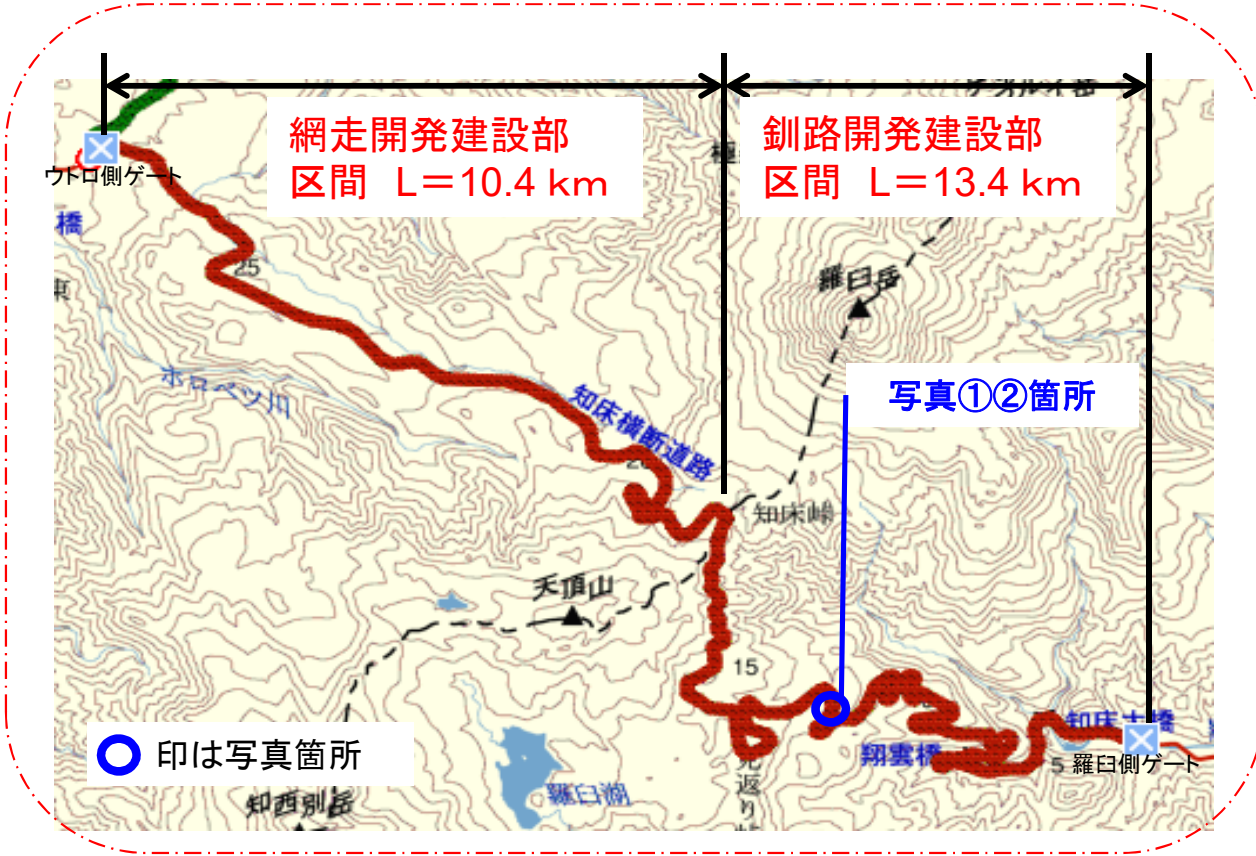 網走開発建設部
区間 L=10.4 km
釧路開発建設部
区間 L=13.4 km
ウトロ側ゲート
橋
東
25
羅臼岳
ホロベツ川
写真①②箇所
知床横断道路
知床峠
天頂山
15
知床大橋
印は写真箇所
翔雲橋
5
羅臼側ゲート
羅臼湖
知西別岳